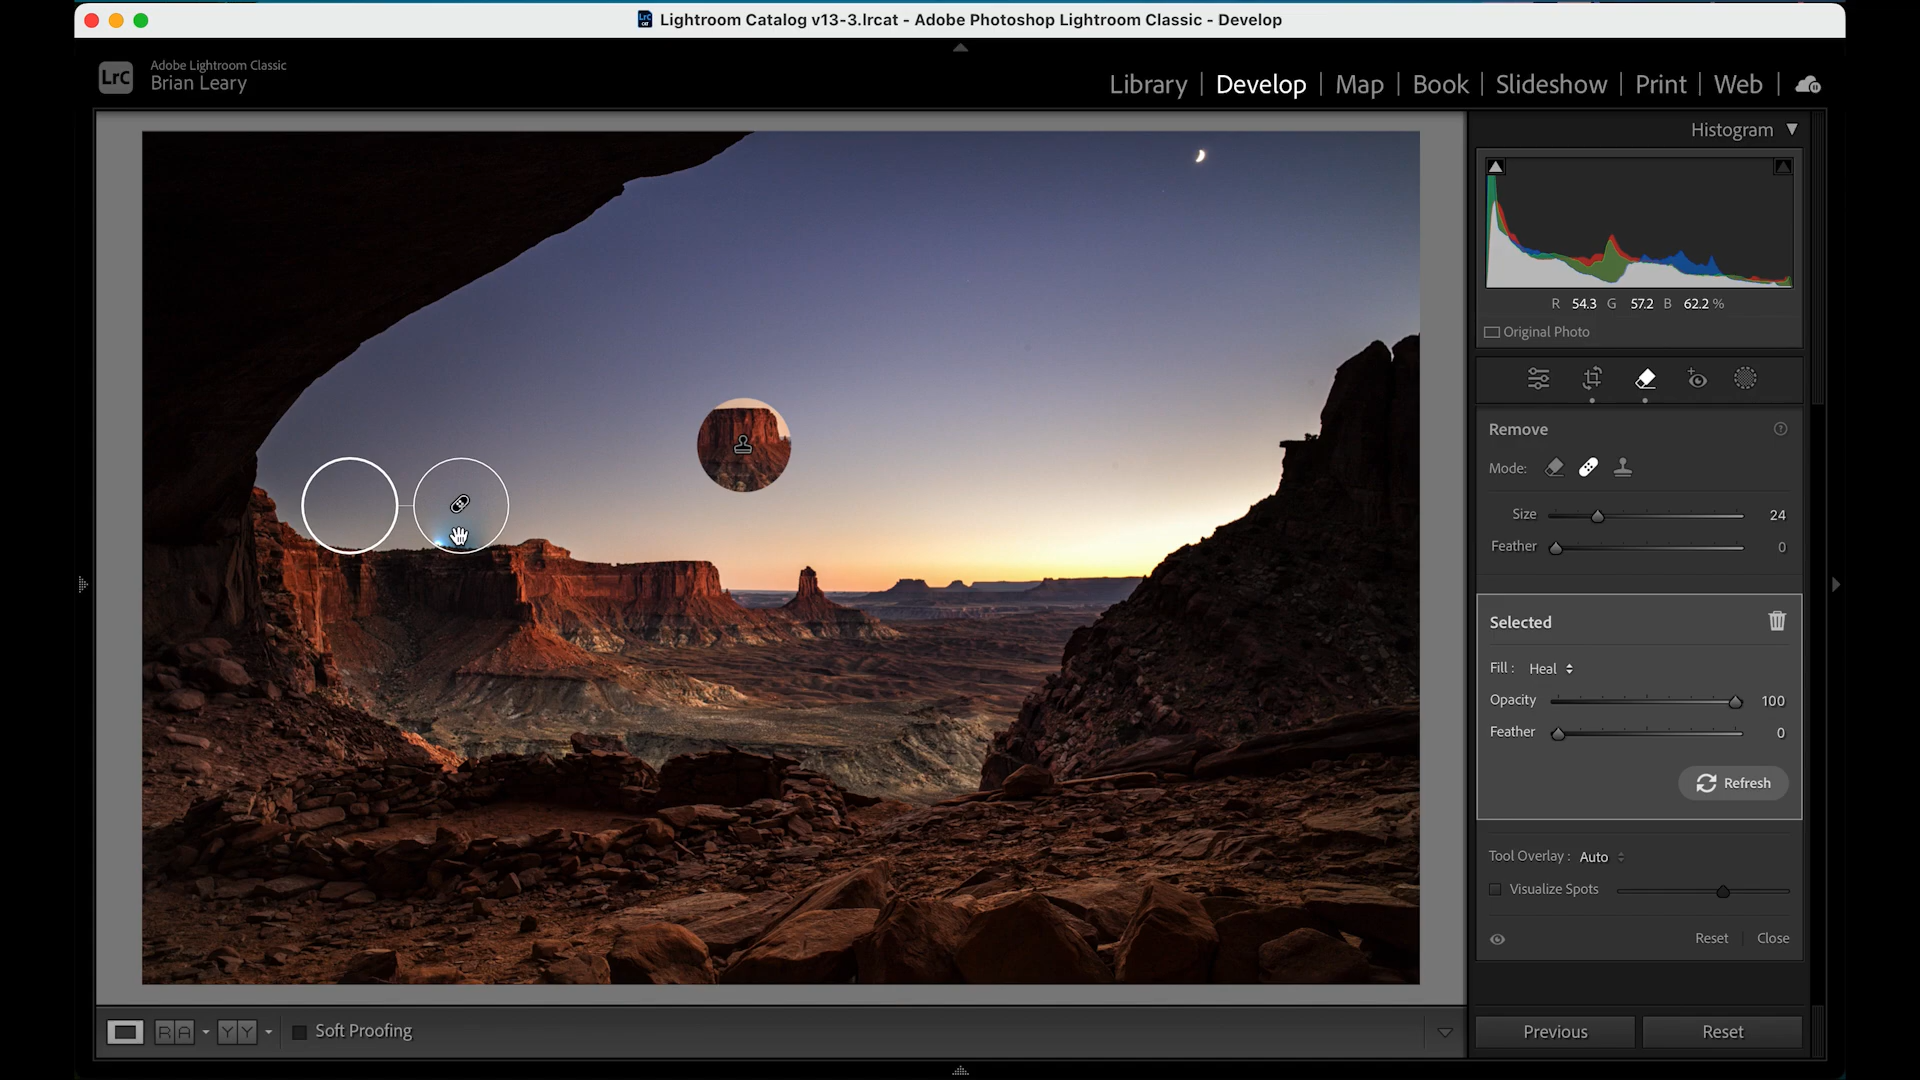 Lightroom Catalog v13-3.lrcat - Adobe Photoshop Lightroom Classic - Develop
LrC
Adobe Lightroom Classic
Brian Leary
Library | Develop | Map | Book | Slideshow | Print | Web
Histogram
R 54.3 G 57.2 B 62.2 %
Original Photo
Remove
Mode:
Size 24
Feather 0
Selected
Fill : Heal
Opacity 100
Feather 0
Refresh
Tool Overlay : Auto
Visualize Spots
Reset Close
R A Y Y Soft Proofing
Previous Reset